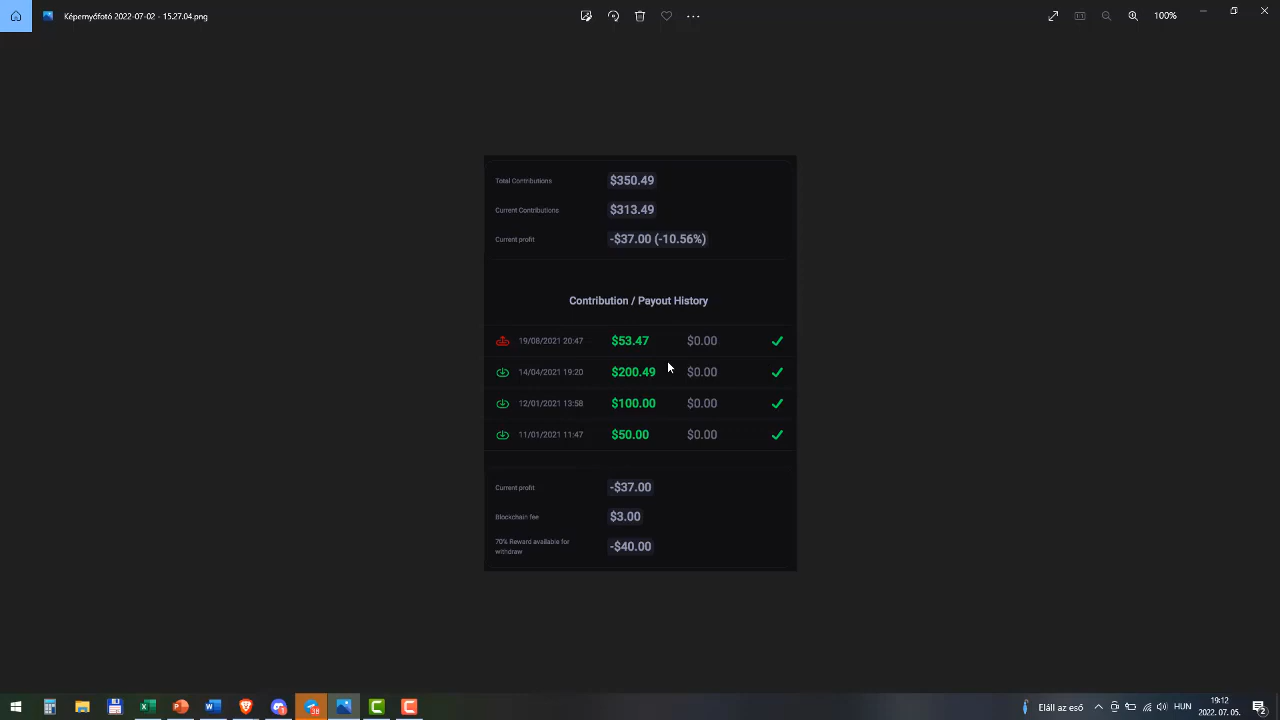 Képernyőfotó 2022-07-02 - 15.27.04.png
100%
Total Contributions $350.49
Current Contributions $313.49
Current profit -$37.00 (-10.56%)
Contribution / Payout History
19/08/2021 20:47 $53.47 $0.00
14/04/2021 19:20 $200.49 $0.00
12/01/2021 13:58 $100.00 $0.00
11/01/2021 11:47 $50.00 $0.00
Current profit -$37.00
Blockchain fee $3.00
70% Reward available for
withdraw -$40.00
38
Eláll az eső
HUN
19:12
2022. 07. 05.